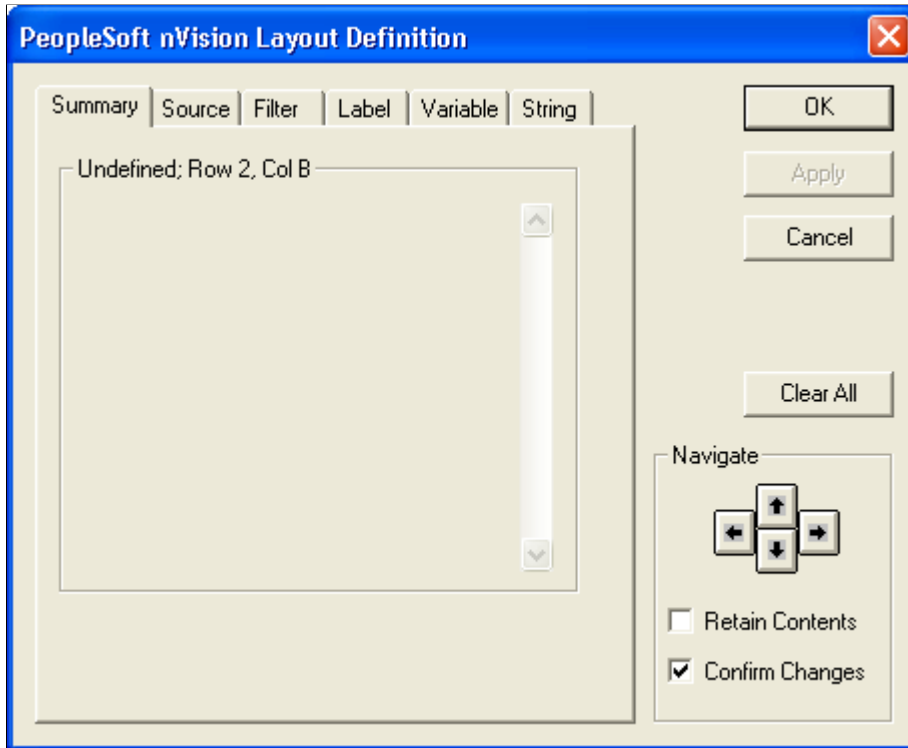 PeopleSoft nVision Layout Definition
Summary Source Filter Label Variable String
Undefined; Row 2, Col B
OK
Apply
Cancel
Clear All
Navigate
Retain Contents
Confirm Changes